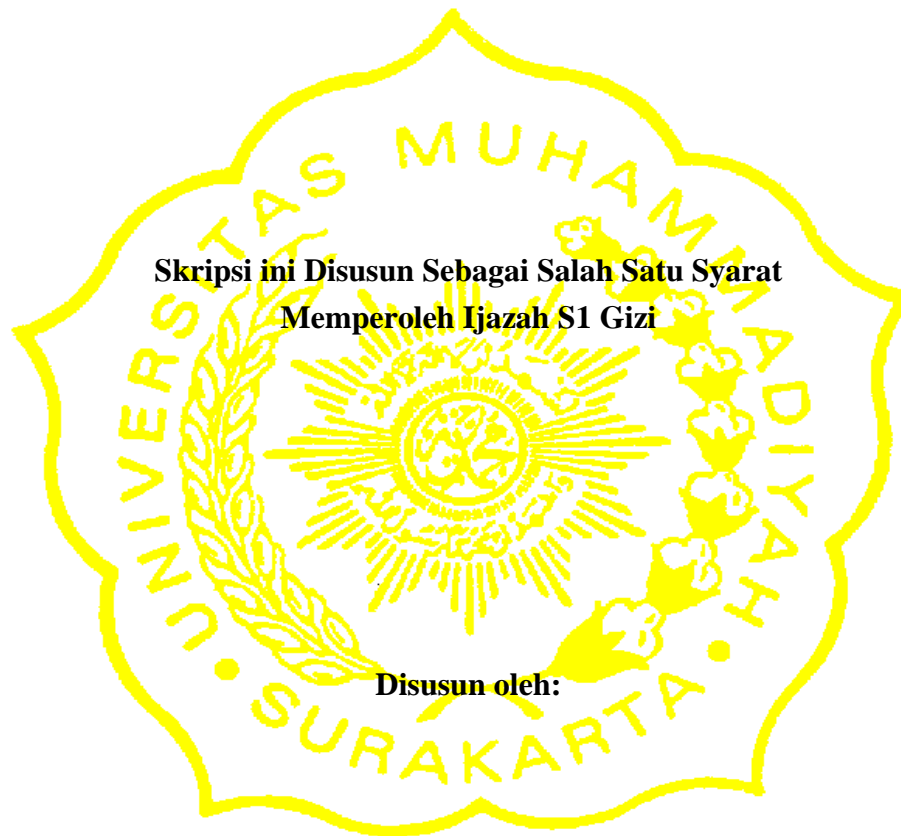 UNIVERSITAS MUHAMMADIYAH
Skripsi ini Disusun Sebagai Salah Satu Syarat
Memperoleh Ijazah S1 Gizi
Disusun oleh:
SURAKARTA